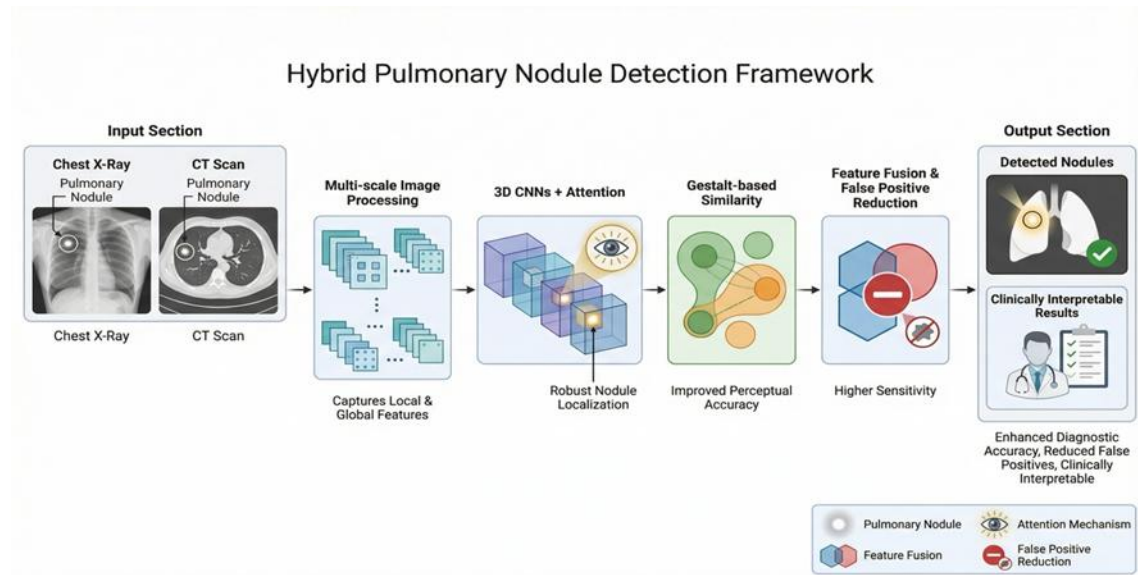 Hybrid Pulmonary Nodule Detection Framework
Input Section
Chest X-Ray
Pulmonary
Nodule
CT Scan
Pulmonary
Nodule
Chest X-Ray
CT Scan
Multi-scale Image
Processing
Captures Local &
Global Features
3D CNNs + Attention
Robust Nodule
Localization
Gestalt-based
Similarity
Improved Perceptual
Accuracy
Feature Fusion &
False Positive
Reduction
Higher Sensitivity
Output Section
Detected Nodules
Clinically Interpretable
Results
Enhanced Diagnostic
Accuracy, Reduced False
Positives, Clinically
Interpretable
Pulmonary Nodule
Attention Mechanism
Feature Fusion
False Positive
Reduction